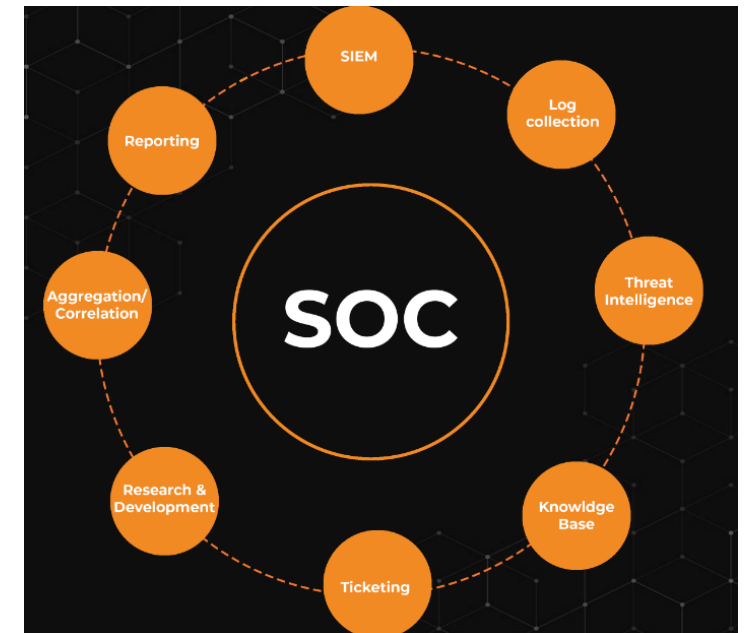 SIEM
Log
collection
Reporting
Threat
Intelligence
Aggregation/
Correlation
SOC
Research &
Development
Knowldge
Base
Ticketing